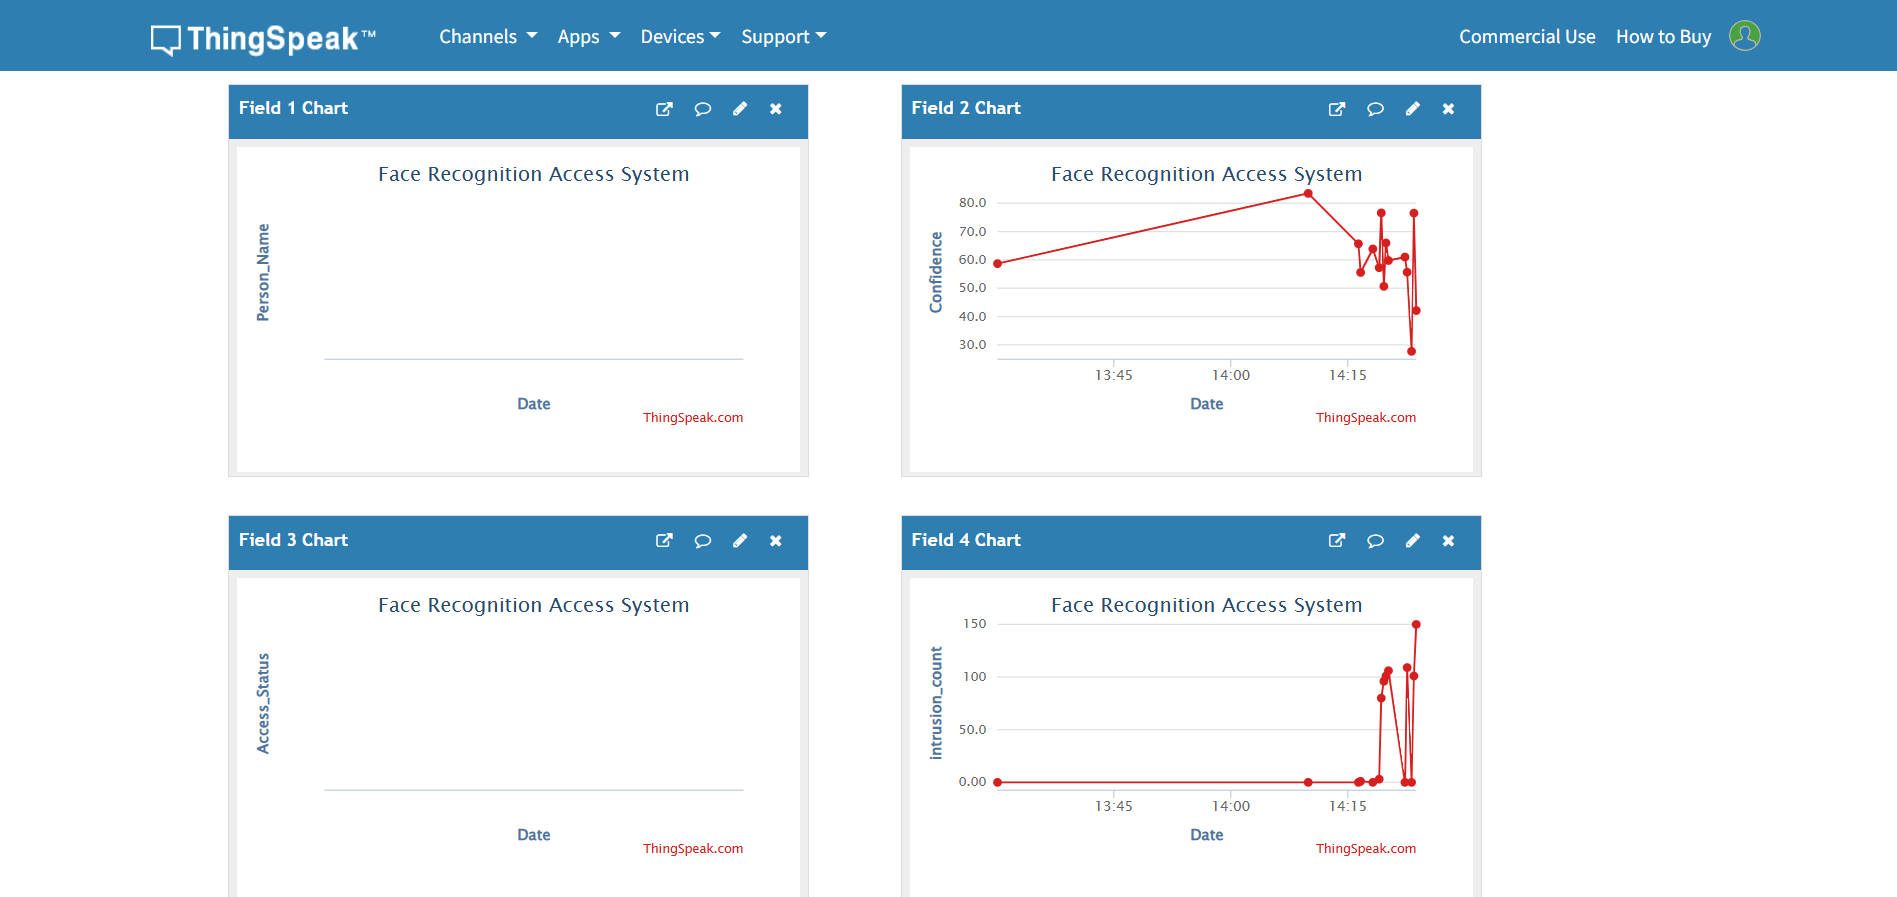 ThingSpeak™ Channels Apps Devices Support Commercial Use How to Buy
Field 1 Chart
Face Recognition Access System
Person_Name
Date
ThingSpeak.com
Field 2 Chart
Face Recognition Access System
Confidence
80.0
70.0
60.0
50.0
40.0
30.0
13:45 14:00 14:15
Date
ThingSpeak.com
Field 3 Chart
Face Recognition Access System
Access_Status
Date
ThingSpeak.com
Field 4 Chart
Face Recognition Access System
intrusion_count
150
100
50.0
0.00
13:45 14:00 14:15
Date
ThingSpeak.com